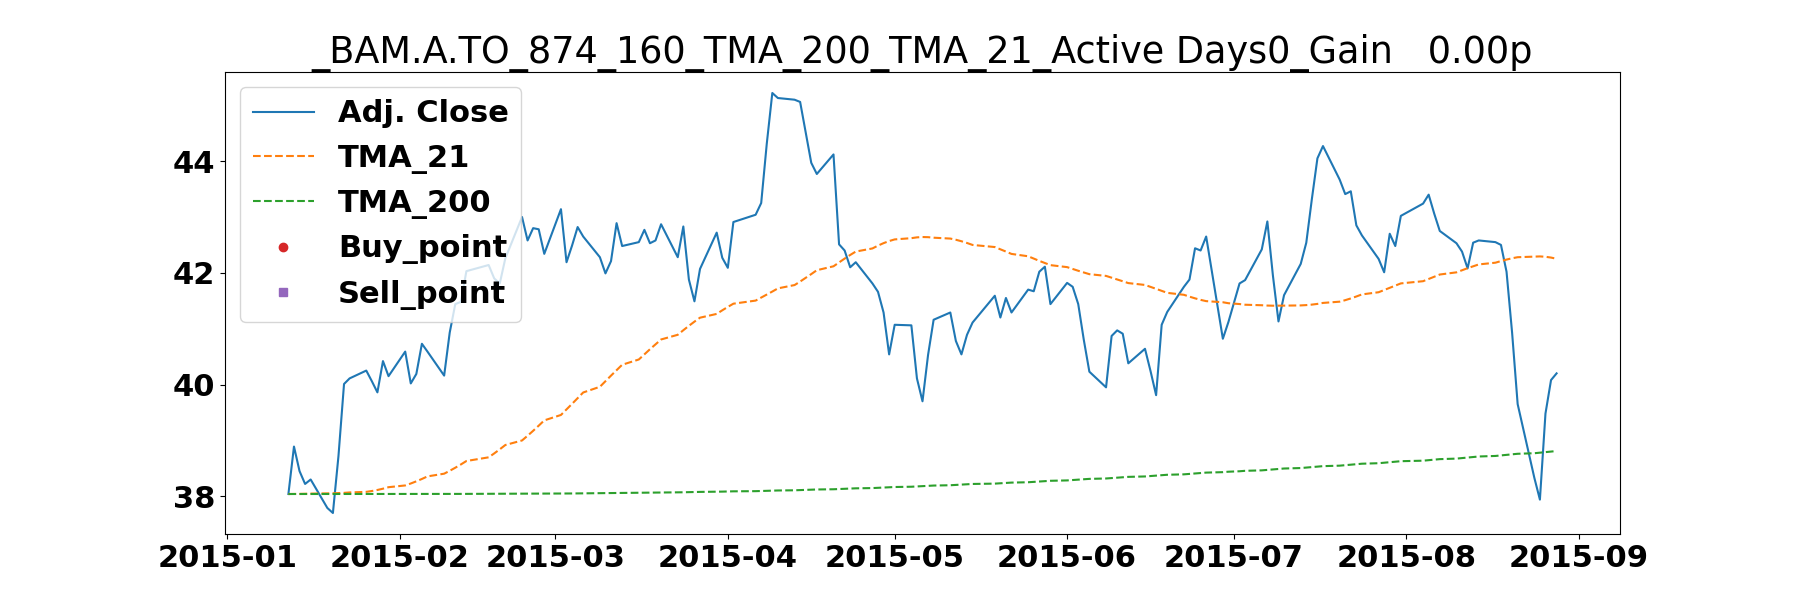 _BAM.A.TO_874_160_TMA_200_TMA_21_Active Days0_Gain   0.00p
Adj. Close
TMA_21
TMA_200
Buy_point
Sell_point
44
42
40
38
2015-01 2015-02 2015-03 2015-04 2015-05 2015-06 2015-07 2015-08 2015-09